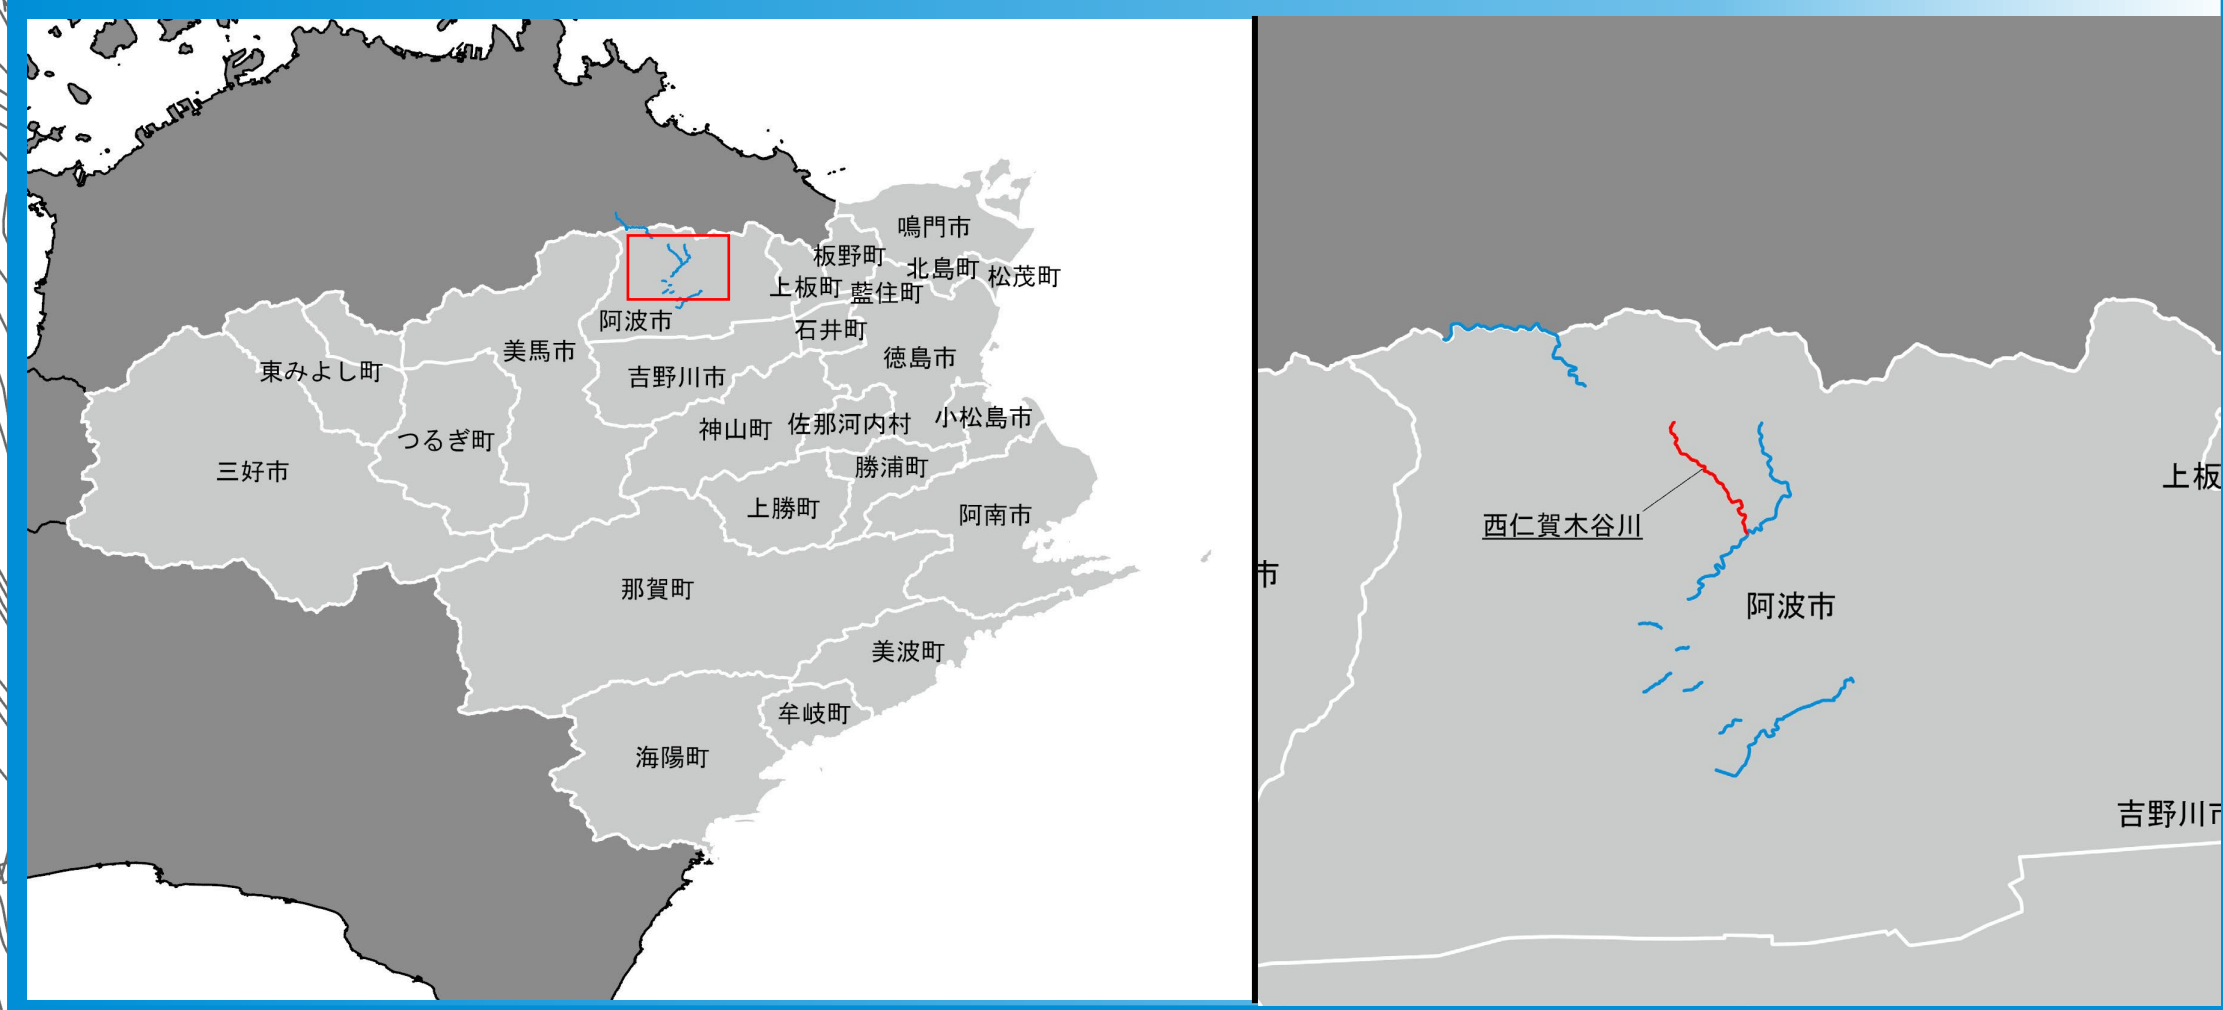 鳴門市
板野町
北島町
松茂町
上板町
藍住町
阿波市
石井町
美馬市
徳島市
東みよし町
吉野川市
小松島市
佐那河内村
神山町
つるぎ町
勝浦町
三好市
上勝町
阿南市
那賀町
美波町
牟岐町
海陽町
上板
西仁賀木谷川
市
阿波市
吉野川市